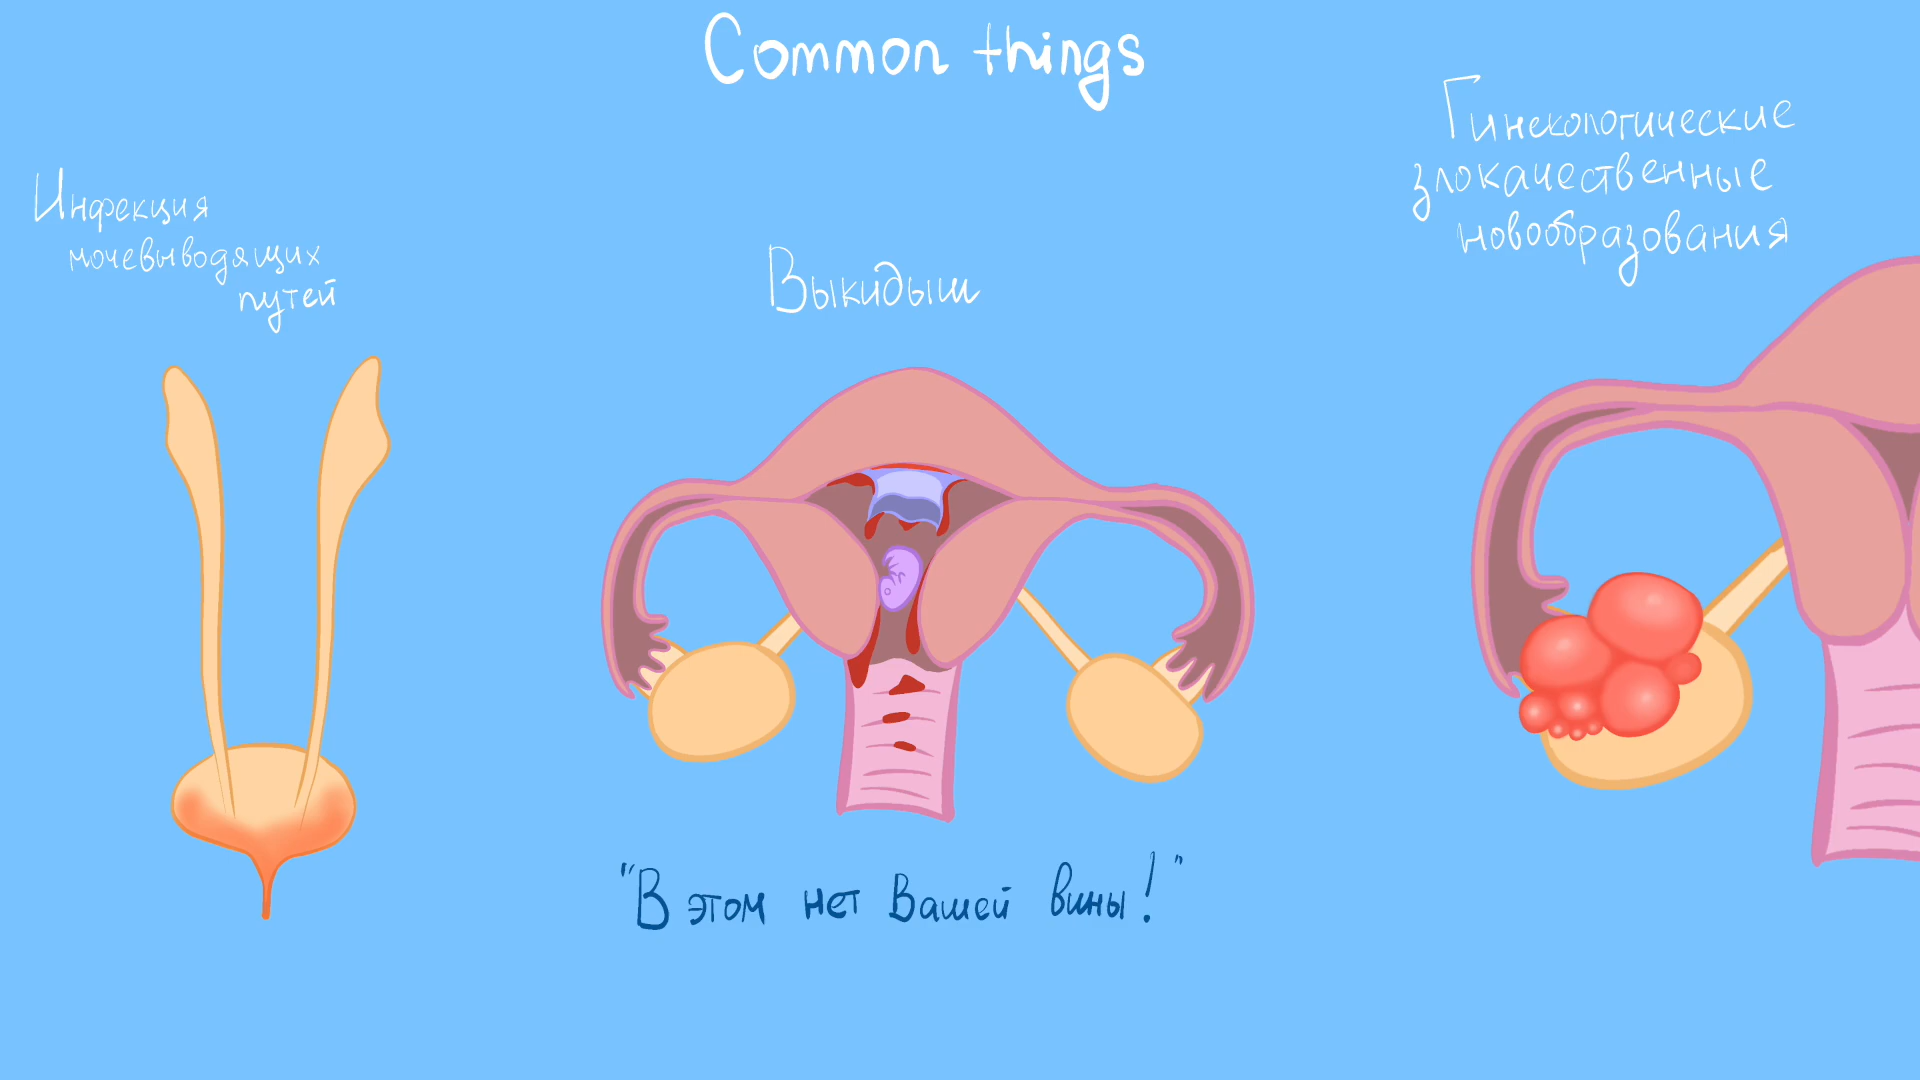 Common things
Инфекция
мочевыводящих
путей
Выкидыш
Гинекологические
злокачественные
новообразования
"В этом нет Вашей вины!"